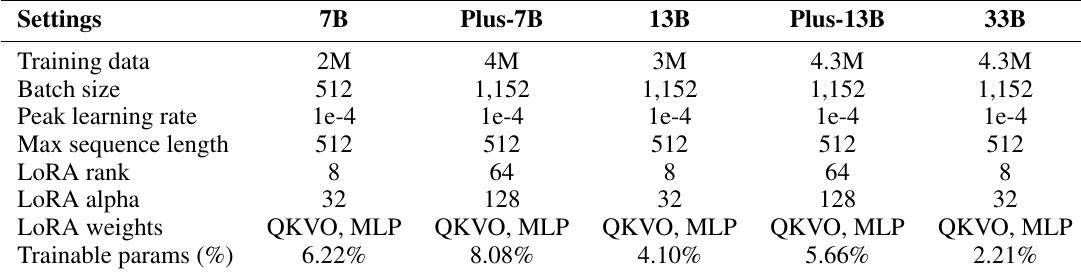 Settings 7B Plus-7B 13B Plus-13B 33B
Training data 2M 4M 3M 4.3M 4.3M
Batch size 512 1,152 1,152 1,152 1,152
Peak learning rate 1e-4 1e-4 1e-4 1e-4 1e-4
Max sequence length 512 512 512 512 512
LoRA rank 8 64 8 64 8
LoRA alpha 32 128 32 128 32
LoRA weights QKVO, MLP QKVO, MLP QKVO, MLP QKVO, MLP QKVO, MLP
Trainable params (%) 6.22% 8.08% 4.10% 5.66% 2.21%